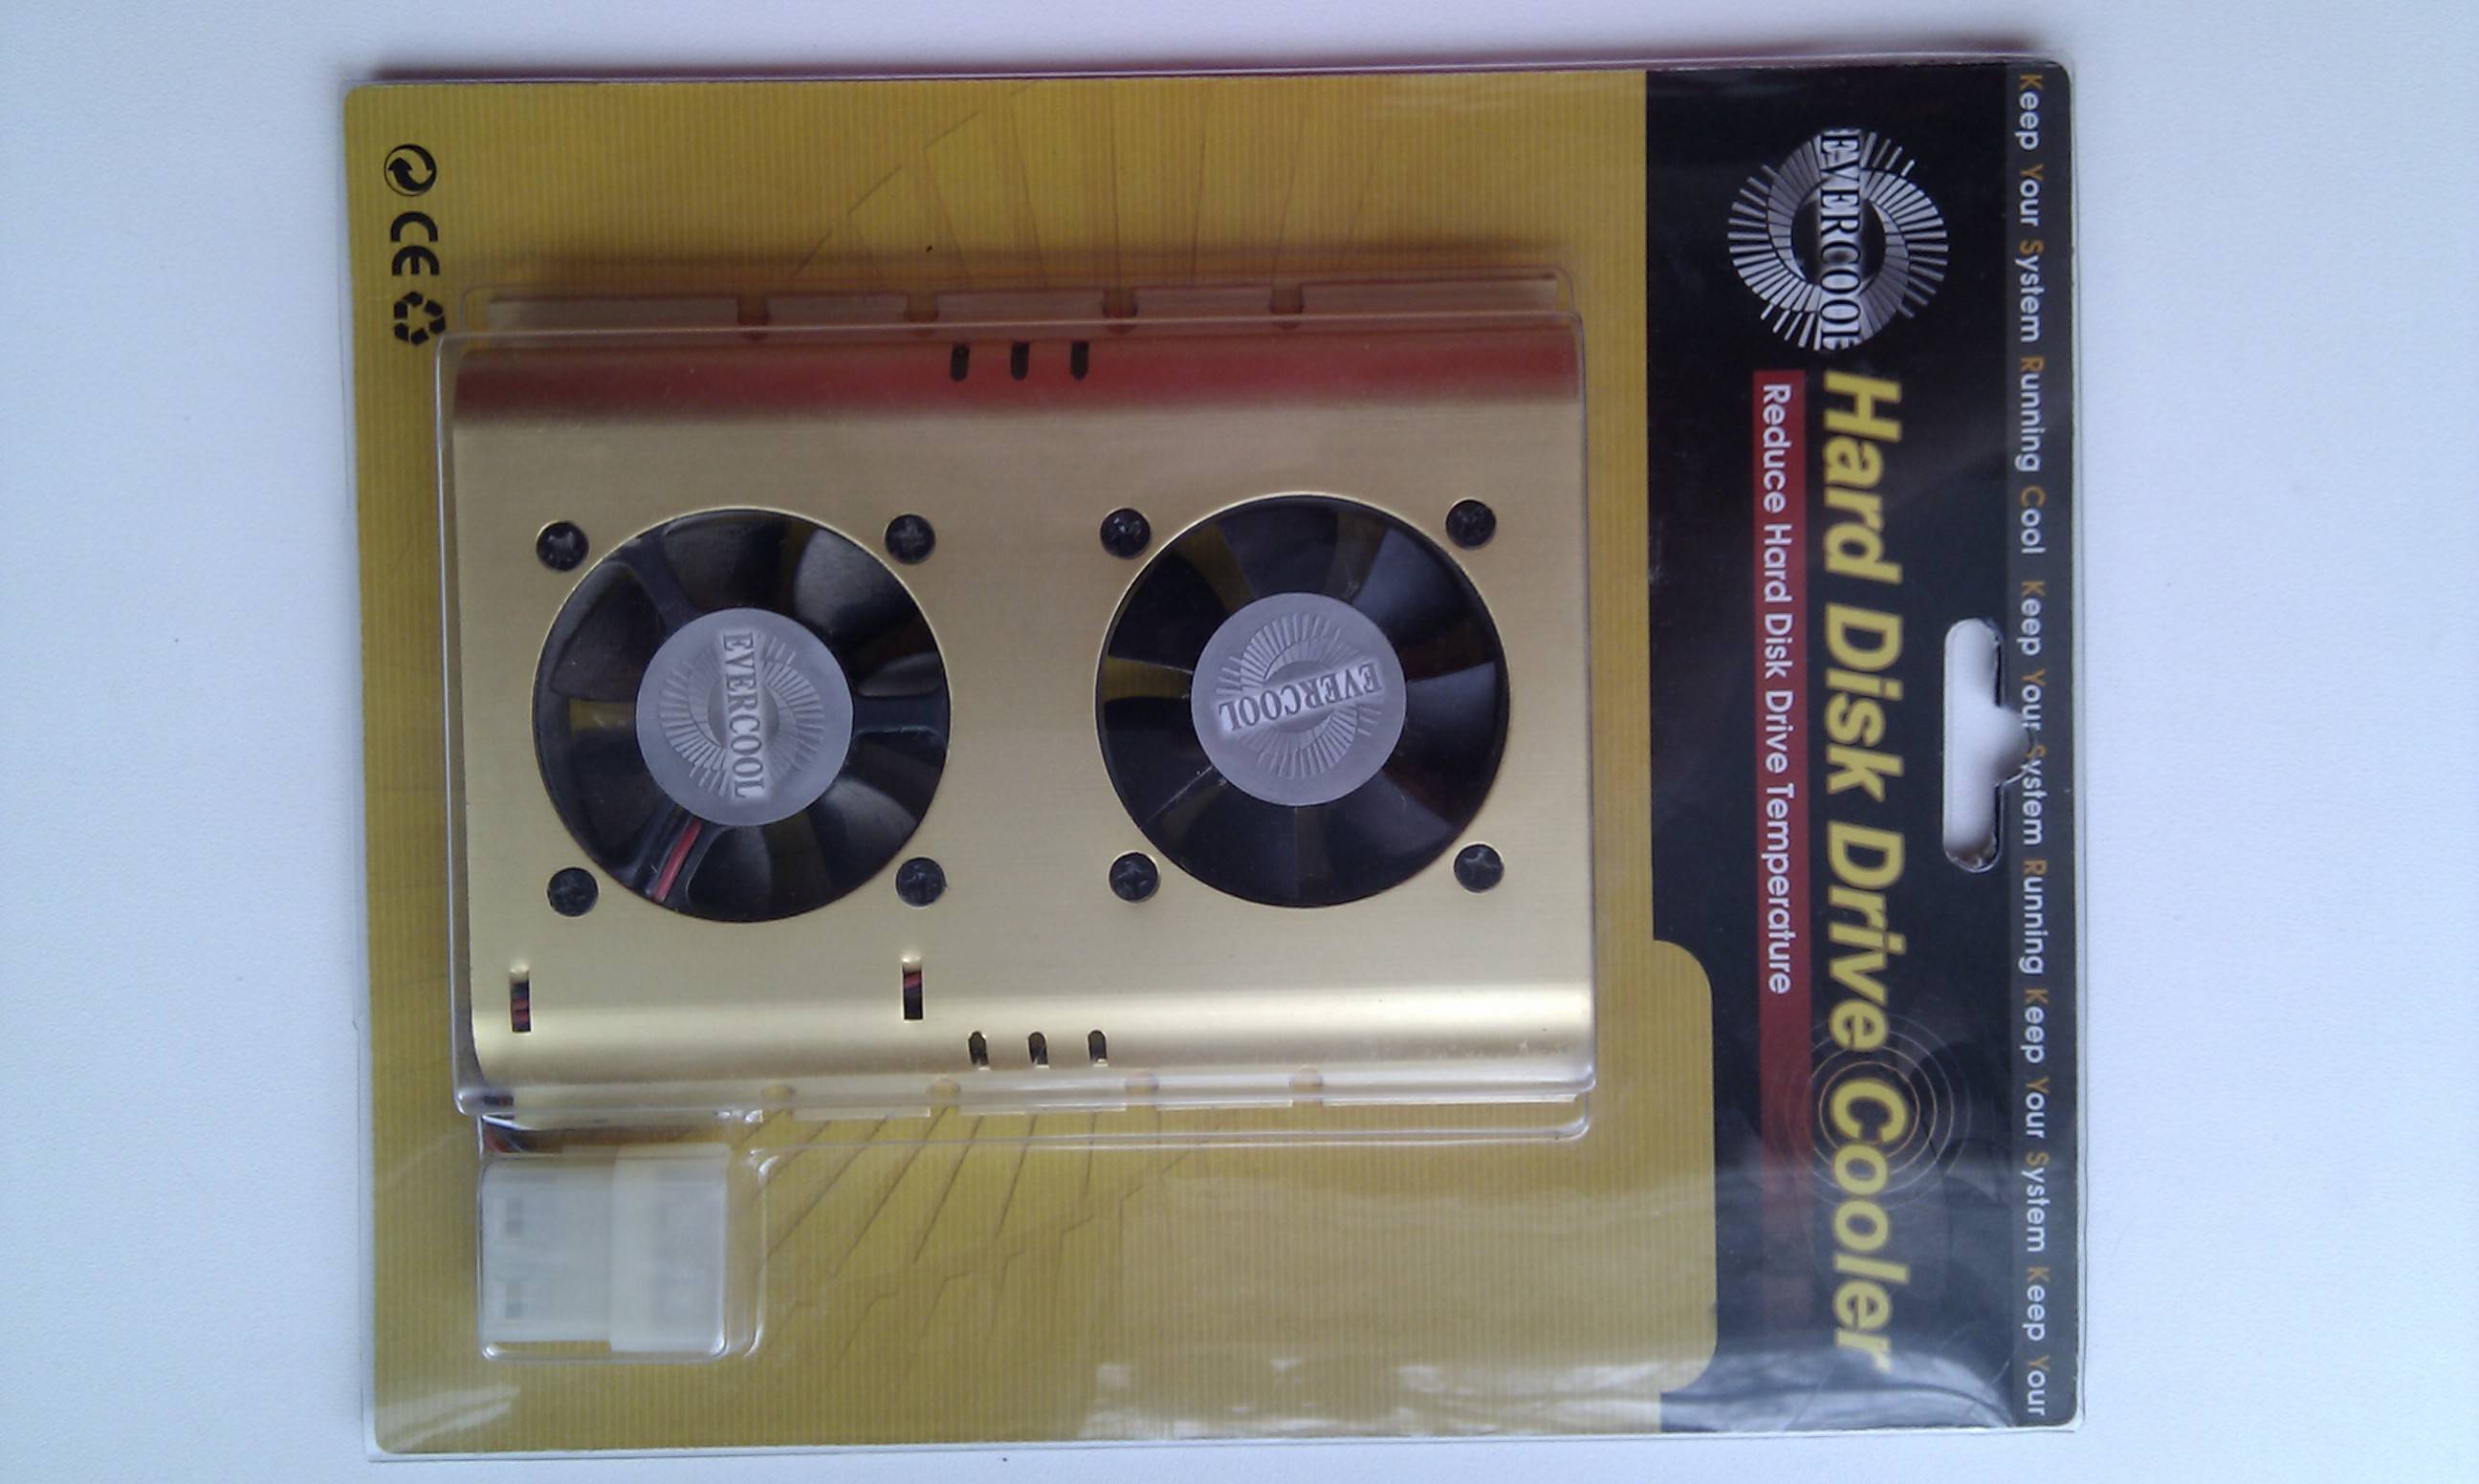 Keep Your System Running Cool Keep Your System Running Keep Your System Keep Your
EVERCOOL
Hard Disk Drive Cooler
Reduce Hard Disk Drive Temperature
EVERCOOL
EVERCOOL
CE